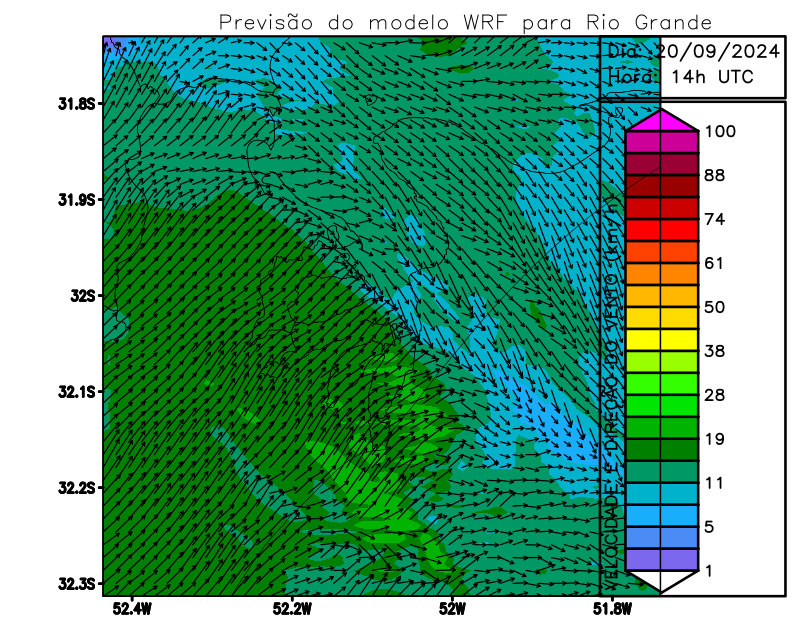 Previsão do modelo WRF para Rio Grande
Dia: 20/09/2024
Hora: 14h UTC
31.8S
31.9S
32S
32.1S
32.2S
32.3S
52.4W
52.2W
52W
51.8W
100
88
74
61
50
38
28
19
11
5
1
VELOCIDADE E DIREÇÃO DO VENTO (km/h)